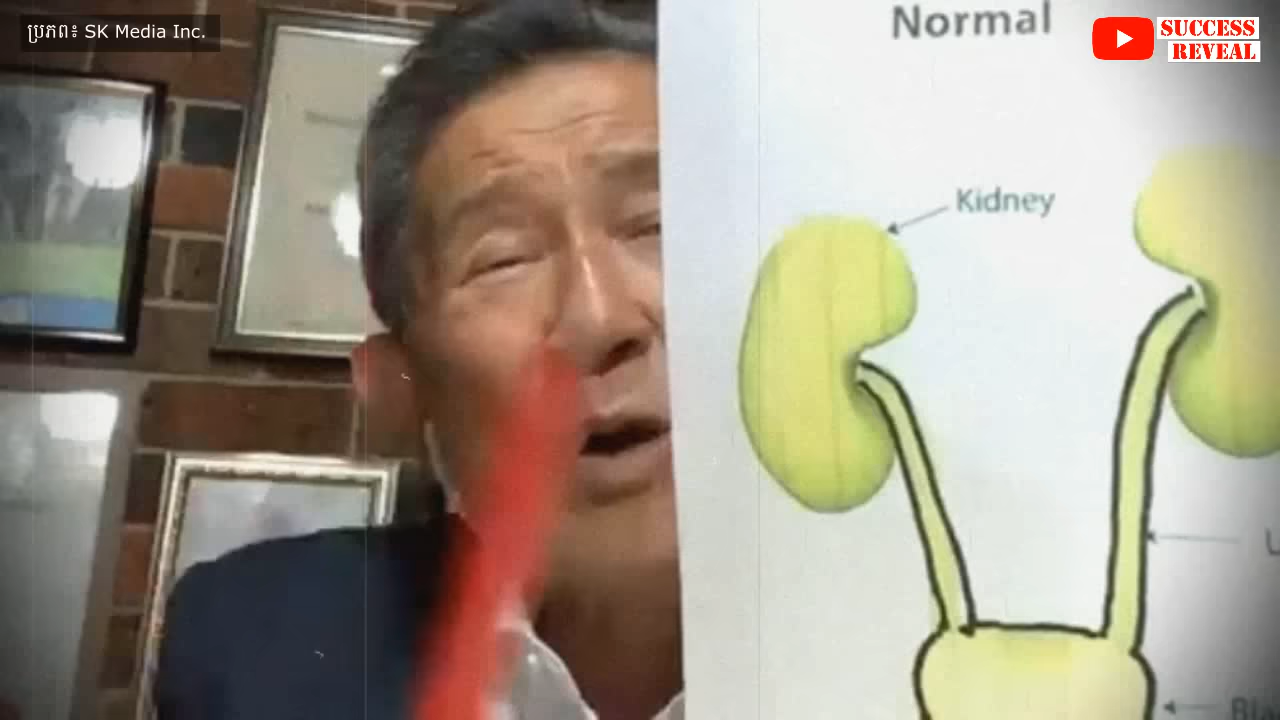 ប្រភព៖ SK Media Inc.
SUCCESS
REVEAL
Normal
Kidney